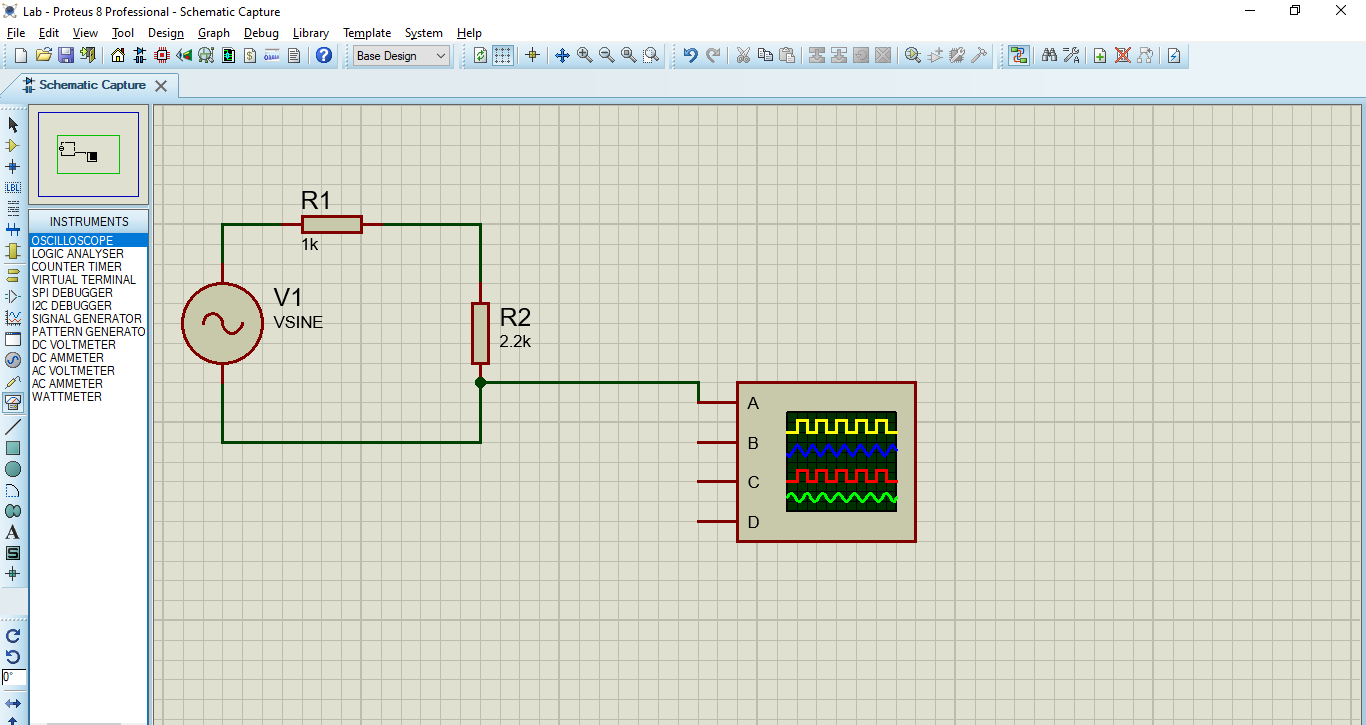 Lab - Proteus 8 Professional - Schematic Capture
File Edit View Tool Design Graph Debug Library Template System Help
Base Design
Schematic Capture
LBL
INSTRUMENTS
OSCILLOSCOPE
LOGIC ANALYSER
COUNTER TIMER
VIRTUAL TERMINAL
SPI DEBUGGER
I2C DEBUGGER
SIGNAL GENERATOR
PATTERN GENERATO
DC VOLTMETER
DC AMMETER
AC VOLTMETER
AC AMMETER
WATTMETER
A
S
0°
R1
1k
V1
VSINE
R2
2.2k
A
B
C
D